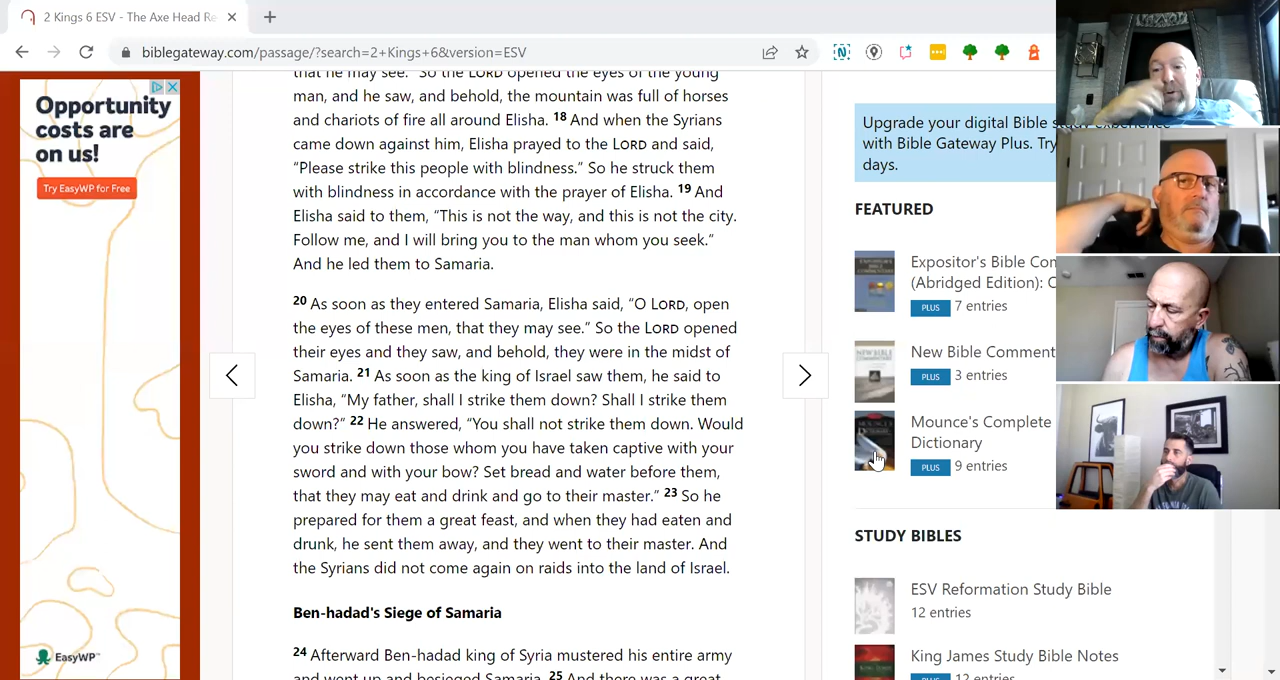 2 Kings 6 ESV - The Axe Head Re
biblegateway.com/passage/?search=2+Kings+6&version=ESV
Opportunity
costs are
on us!
Try EasyWP for Free
EasyWP
that he may see." So the LORD opened the eyes of the young
man, and he saw, and behold, the mountain was full of horses
and chariots of fire all around Elisha. 18 And when the Syrians
came down against him, Elisha prayed to the LORD and said,
“Please strike this people with blindness.” So he struck them
with blindness in accordance with the prayer of Elisha. 19 And
Elisha said to them, “This is not the way, and this is not the city.
Follow me, and I will bring you to the man whom you seek.”
And he led them to Samaria.
20 As soon as they entered Samaria, Elisha said, “O LORD, open
the eyes of these men, that they may see.” So the LORD opened
their eyes and they saw, and behold, they were in the midst of
Samaria. 21 As soon as the king of Israel saw them, he said to
Elisha, “My father, shall I strike them down? Shall I strike them
down?” 22 He answered, “You shall not strike them down. Would
you strike down those whom you have taken captive with your
sword and with your bow? Set bread and water before them,
that they may eat and drink and go to their master.” 23 So he
prepared for them a great feast, and when they had eaten and
drunk, he sent them away, and they went to their master. And
the Syrians did not come again on raids into the land of Israel.
Ben-hadad's Siege of Samaria
24 Afterward Ben-hadad king of Syria mustered his entire army
and went up and besieged Samaria. 25 And there was a great
Upgrade your digital Bible study experience
with Bible Gateway Plus. Try
days.
FEATURED
Expositor's Bible Com
(Abridged Edition): C
PLUS 7 entries
New Bible Comment
PLUS 3 entries
Mounce's Complete
Dictionary
PLUS 9 entries
STUDY BIBLES
ESV Reformation Study Bible
12 entries
King James Study Bible Notes
PLUS 12 entries